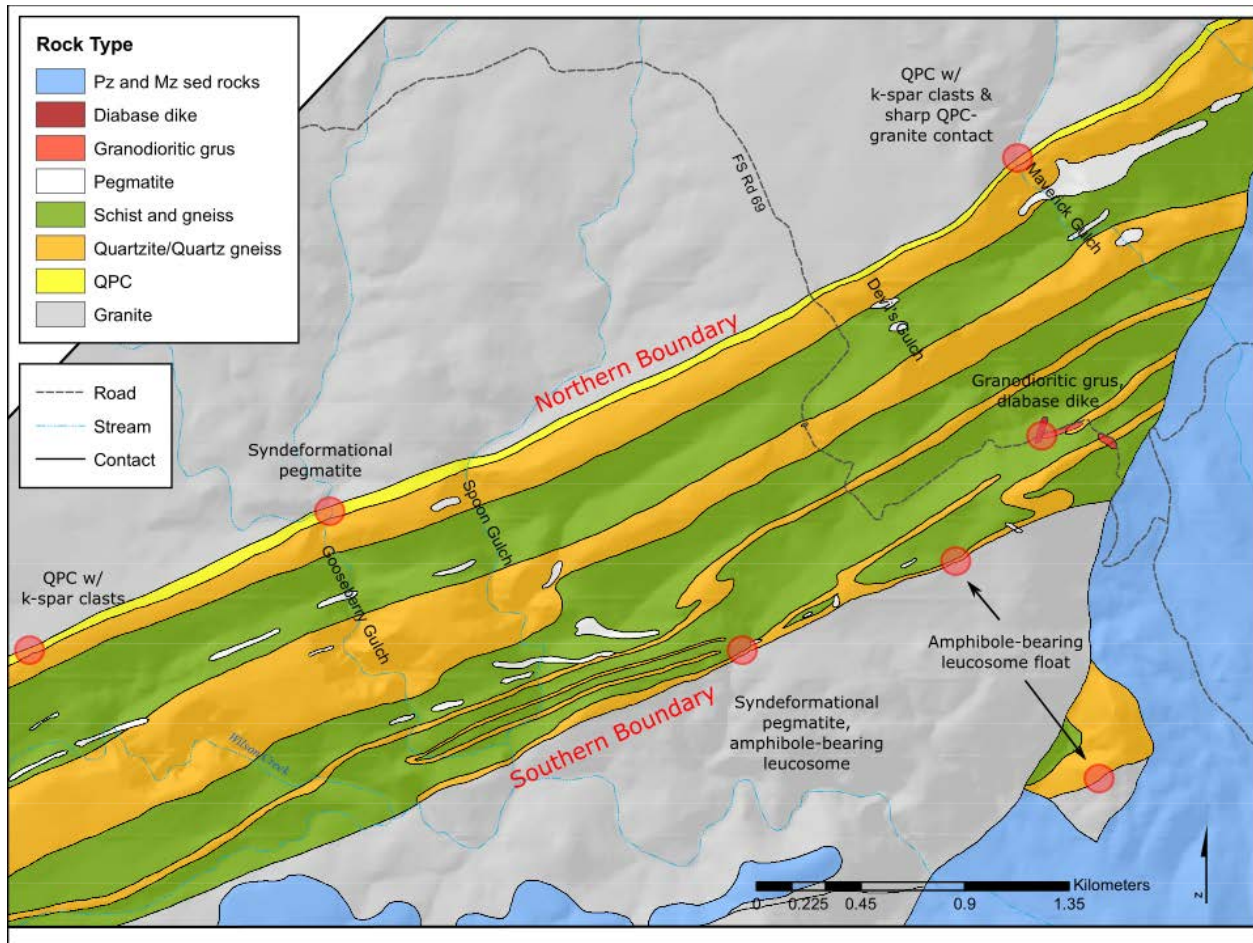 Rock Type
Pz and Mz sed rocks
Diabase dike
Granodioritic grus
Pegmatite
Schist and gneiss
Quartzite/Quartz gneiss
QPC
Granite
Road
Stream
Contact
QPC w/
k-spar clasts &
sharp QPC-
granite contact
FS Rd 69
Maverick Gulch
Devil's Gulch
Northern Boundary
Granodioritic grus,
diabase dike
Syndeformational
pegmatite
Spoon Gulch
Gooseberry Gulch
QPC w/
k-spar clasts
Amphibole-bearing
leucosome float
Southern Boundary
Syndeformational
pegmatite,
amphibole-bearing
leucosome
Wilson Creek
Kilometers
0 0.225 0.45 0.9 1.35
N